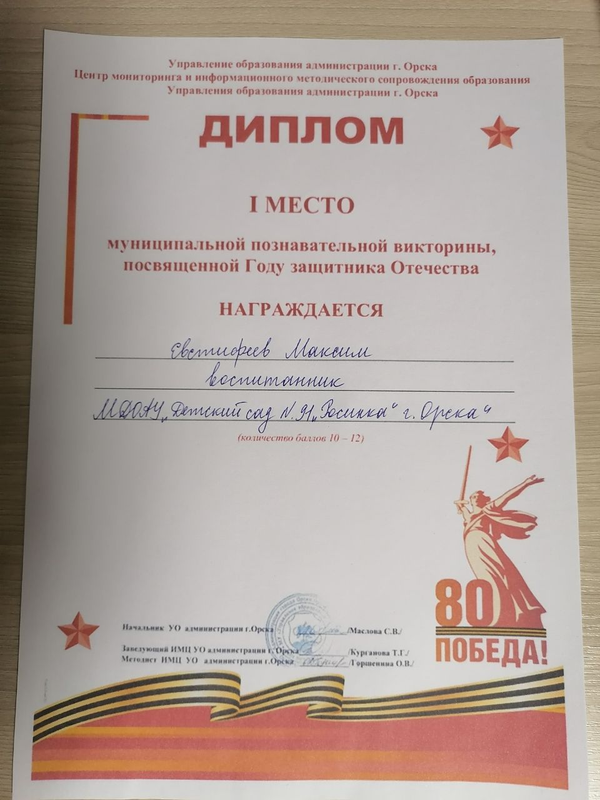 Управление образования администрации г. Орска
Центр мониторинга и информационного методического сопровождения образования
Управления образования администрации г. Орска
ДИПЛОМ
I МЕСТО
муниципальной познавательной викторины,
посвященной Году защитника Отечества
НАГРАЖДАЕТСЯ
Евстифеев Максим
воспитанник
МДОАУ „Детский сад №91 „Росинка“ г. Орска“
(количество баллов 10 – 12)
80
ПОБЕДА!
Начальник УО администрации г.Орска /Маслова С.В./
Заведующий ИМЦ УО администрации г. Орска /Курганова Т.Г./
Методист ИМЦ УО администрации г.Орска /Горшенина О.В./